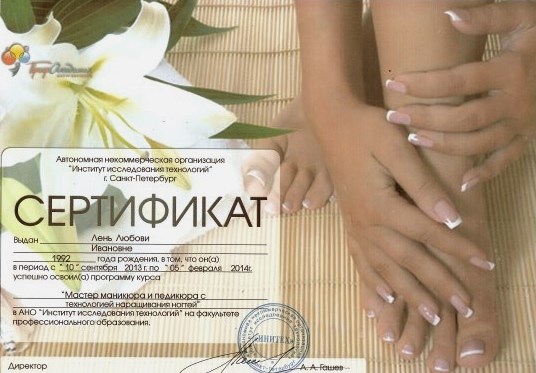 Автономная некоммерческая организация
"Институт исследования технологий"
г. Санкт-Петербург
СЕРТИФИКАТ
Выдан Лень Любови
Ивановне
1992 года рождения, в том, что он(а)
в период с "10" сентября 2013 г. по "05" февраля 2014г.
успешно освоил(а) программу курса
"Мастер маникюра и педикюра с
технологией наращивания ногтей"
в АНО "Институт исследования технологий" на факультете
профессионального образования.
Директор А. А. Гашев